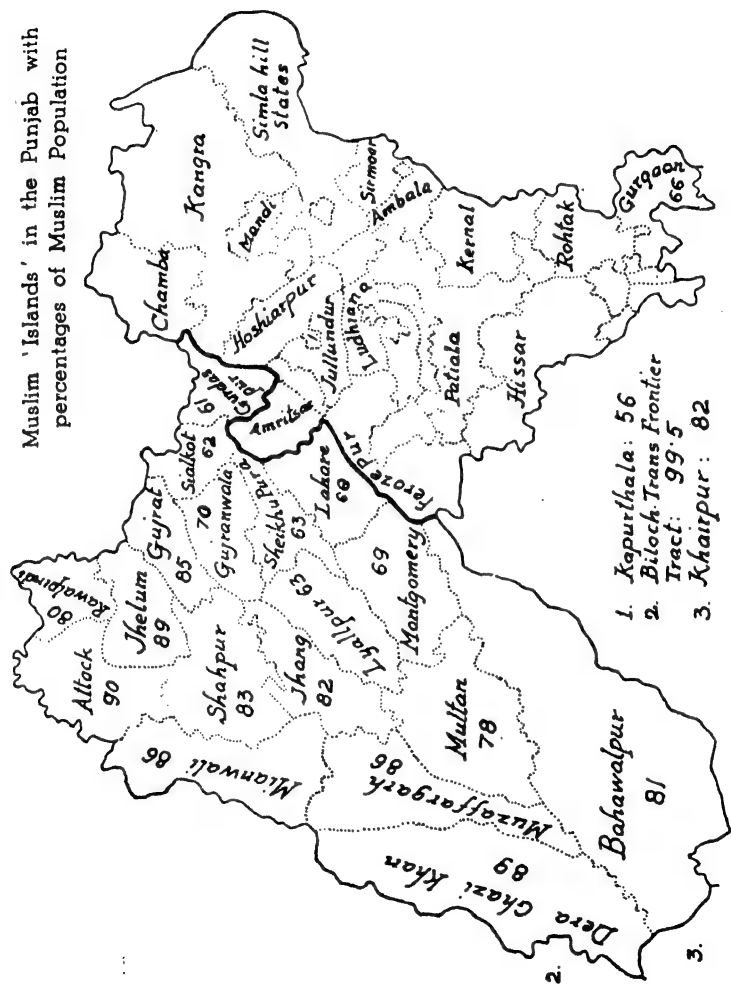 Muslim 'Islands' in the Punjab with
percentages of Muslim Population
Rawalpindi
80
Attock
90
Jhelum
89
Gujrat
85
Sialkot
62
Gurdas
pur
61
Chamba
Kangra
Simla hill
States
Mandi
Hoshiarpur
Mianwali 86
Shahpur
83
Gujranwala
70
Sheikhupura
63
Amritsar
Jullundur
Ludhiana
Sirmoor
Ambala
Jhang
82
Lyallpur 63
Lahore
68
Ferozepur
Patiala
Kernal
Muzaffargarh
86
Montgomery
69
Hissar
Rohtak
Gurgaon
66
Dera Ghazi Khan
89
Multan
78
Bahawalpur
81
2.
3.
1. Kapurthala: 56
2. Biloch-Trans Frontier
Tract: 99.5
3. Khairpur: 82